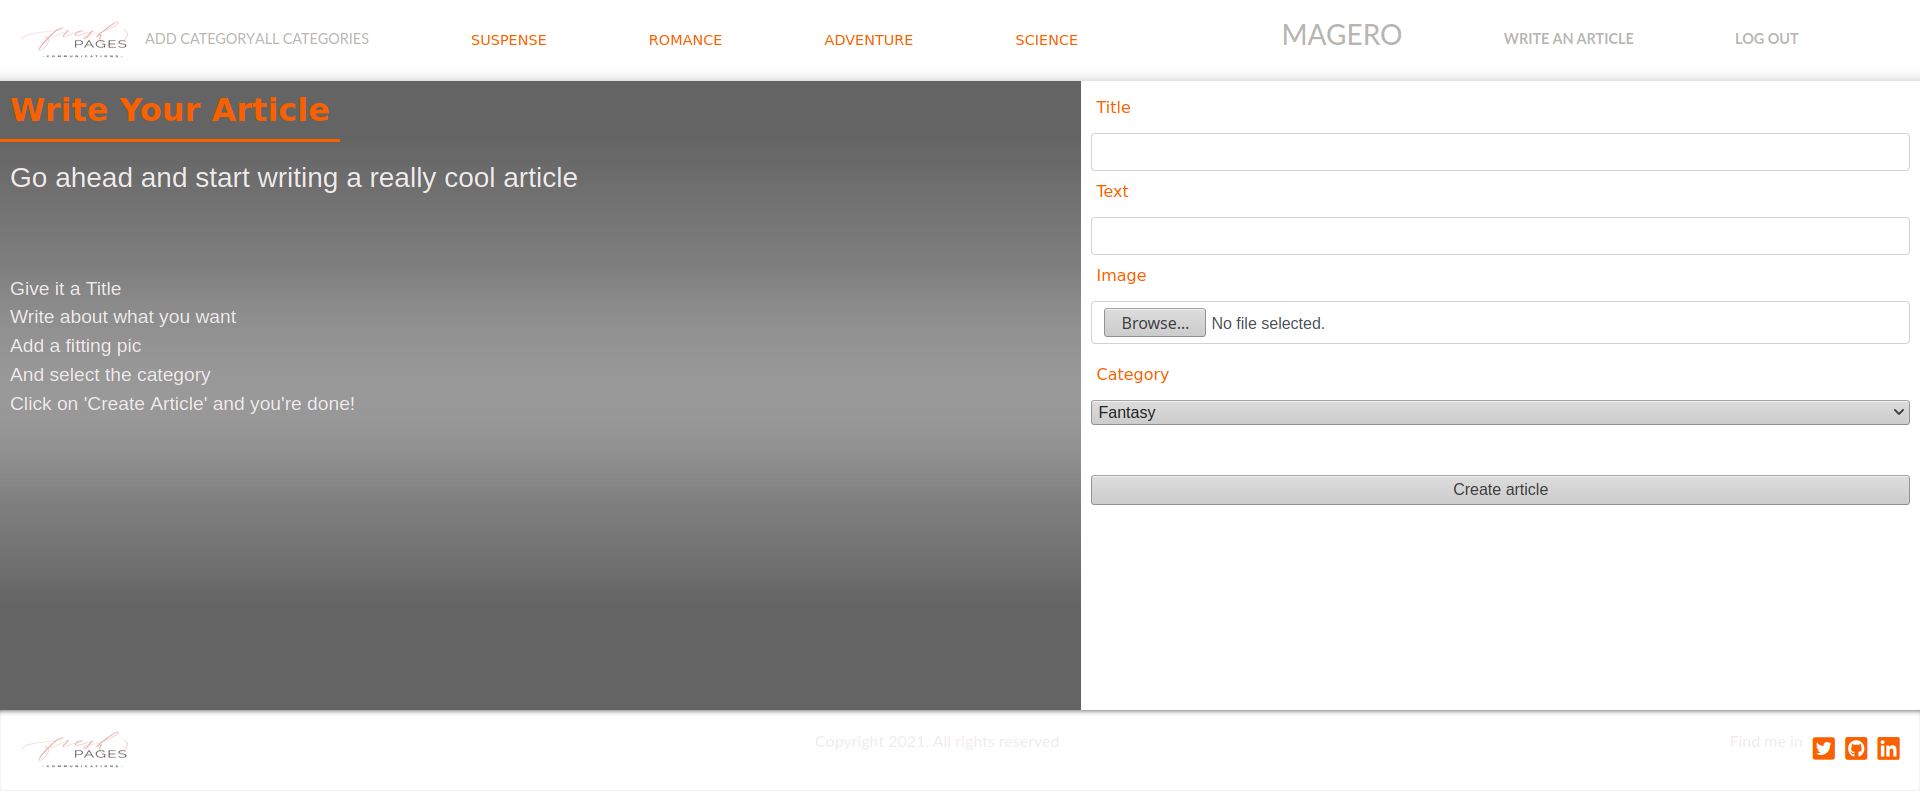 fresh
PAGES
·COMMUNICATIONS·
ADD CATEGORYALL CATEGORIES
SUSPENSE
ROMANCE
ADVENTURE
SCIENCE
MAGERO
WRITE AN ARTICLE
LOG OUT
Write Your Article
Go ahead and start writing a really cool article
Give it a Title
Write about what you want
Add a fitting pic
And select the category
Click on 'Create Article' and you're done!
Title
Text
Image
Browse... No file selected.
Category
Fantasy
Create article
fresh
PAGES
·COMMUNICATIONS·
Copyright 2021. All rights reserved
Find me in